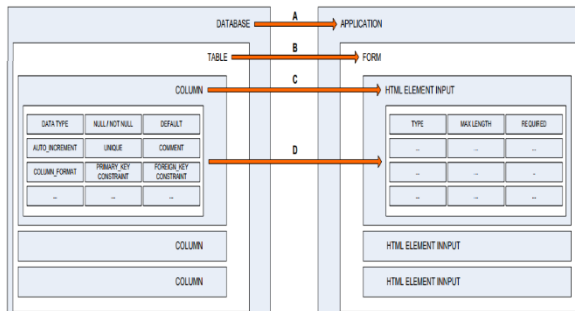 A
DATABASE APPLICATION
B
TABLE FORM
C
COLUMN HTML ELEMENT INPUT
DATA TYPE NULL / NOT NULL DEFAULT TYPE MAX LENGTH REQUIRED
AUTO_INCREMENT UNIQUE COMMENT ... ... ...
D
COLUMN_FORMAT PRIMARY_KEY CONSTRAINT FOREIGN_KEY CONSTRAINT ... ... -
... ... ... ... ... ...
COLUMN HTML ELEMENT INNPUT
COLUMN HTML ELEMENT INNPUT